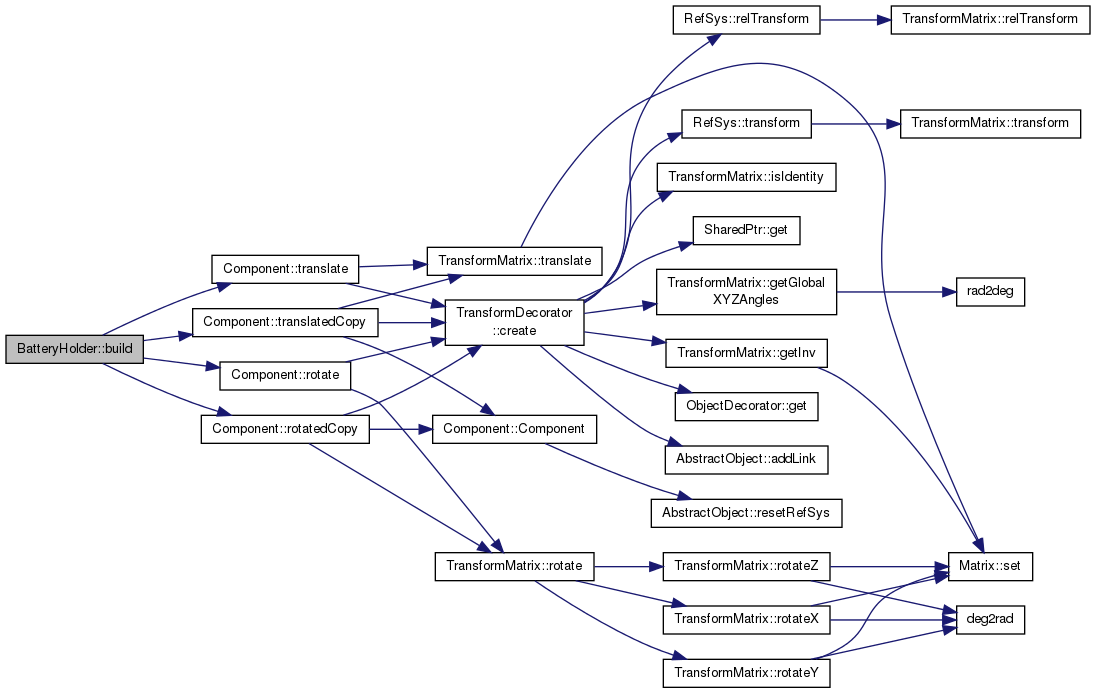 RefSys::relTransform
TransformMatrix::relTransform
RefSys::transform
TransformMatrix::transform
TransformMatrix::isIdentity
SharedPtr::get
Component::translate
TransformMatrix::translate
TransformMatrix::getGlobal
XYZAngles
rad2deg
Component::translatedCopy
TransformDecorator
::create
BatteryHolder::build
TransformMatrix::getInv
Component::rotate
ObjectDecorator::get
Component::rotatedCopy
Component::Component
AbstractObject::addLink
AbstractObject::resetRefSys
TransformMatrix::rotate
TransformMatrix::rotateZ
Matrix::set
TransformMatrix::rotateX
deg2rad
TransformMatrix::rotateY